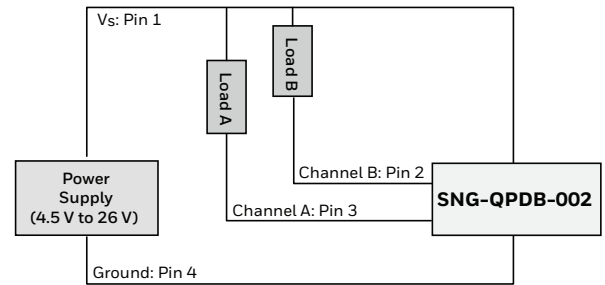 Vs: Pin 1
Load A
Load B
Channel B: Pin 2
Power
Supply
(4.5 V to 26 V)
SNG-QPDB-002
Channel A: Pin 3
Ground: Pin 4